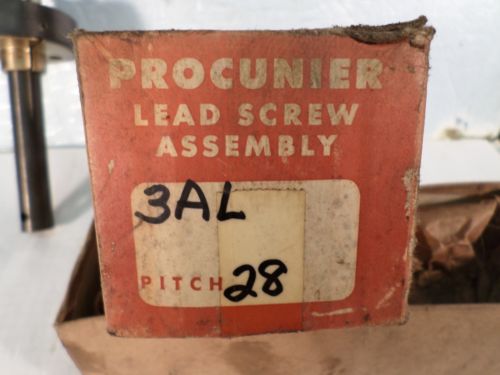 PROCUNIER
LEAD SCREW
ASSEMBLY
3AL
PITCH 28